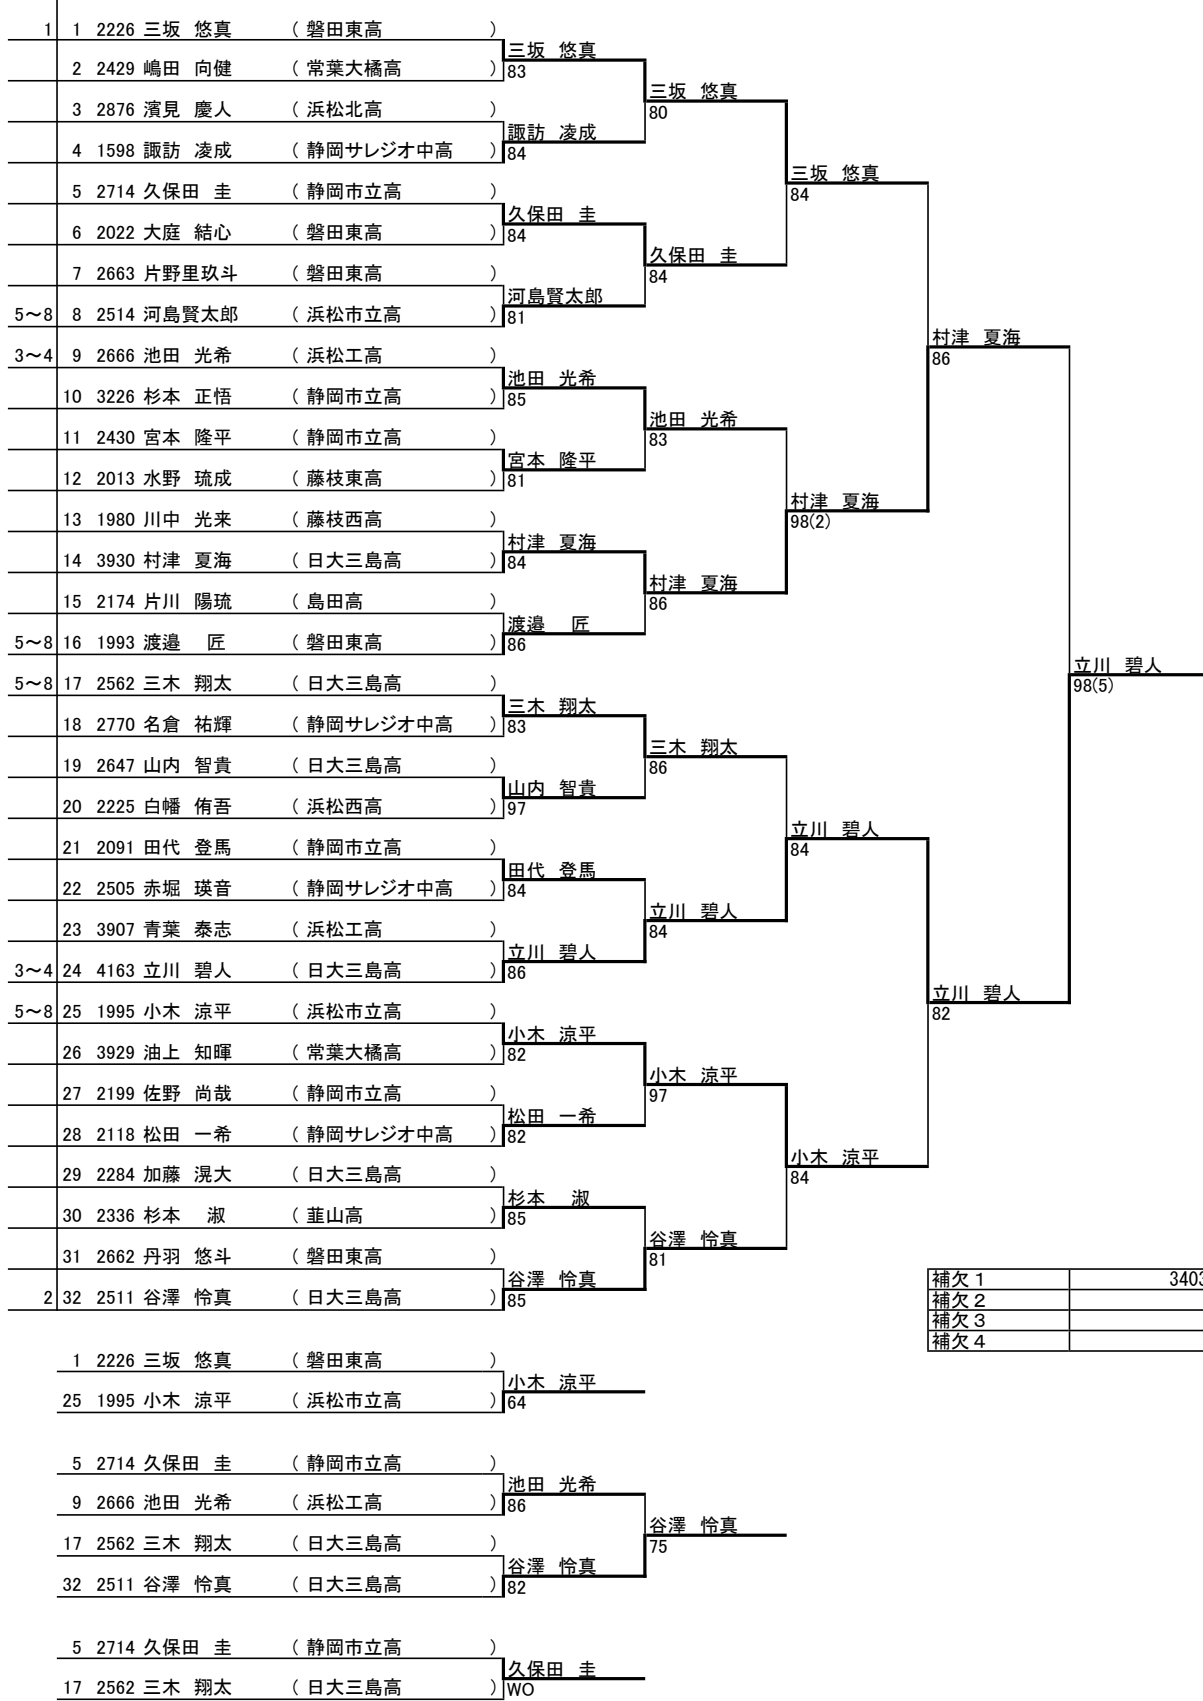 1 1 2226 三坂 悠真 ( 磐田東高 )
三坂 悠真
2 2429 嶋田 向健 ( 常葉大橘高 ) 83
三坂 悠真
3 2876 濱見 慶人 ( 浜松北高 ) 80
諏訪 凌成
4 1598 諏訪 凌成 ( 静岡サレジオ中高 ) 84
三坂 悠真
5 2714 久保田 圭 ( 静岡市立高 ) 84
久保田 圭
6 2022 大庭 結心 ( 磐田東高 ) 84
久保田 圭
7 2663 片野里玖斗 ( 磐田東高 ) 84
河島賢太郎
5~8 8 2514 河島賢太郎 ( 浜松市立高 ) 81
村津 夏海
3~4 9 2666 池田 光希 ( 浜松工高 ) 86
池田 光希
10 3226 杉本 正悟 ( 静岡市立高 ) 85
池田 光希
11 2430 宮本 隆平 ( 静岡市立高 ) 83
宮本 隆平
12 2013 水野 琉成 ( 藤枝東高 ) 81
村津 夏海
13 1980 川中 光来 ( 藤枝西高 ) 98(2)
村津 夏海
14 3930 村津 夏海 ( 日大三島高 ) 84
村津 夏海
15 2174 片川 陽琉 ( 島田高 ) 86
渡邉 匠
5~8 16 1993 渡邉 匠 ( 磐田東高 ) 86
立川 碧人
5~8 17 2562 三木 翔太 ( 日大三島高 ) 98(5)
三木 翔太
18 2770 名倉 祐輝 ( 静岡サレジオ中高 ) 83
三木 翔太
19 2647 山内 智貴 ( 日大三島高 ) 86
山内 智貴
20 2225 白幡 侑吾 ( 浜松西高 ) 97
立川 碧人
21 2091 田代 登馬 ( 静岡市立高 ) 84
田代 登馬
22 2505 赤堀 瑛音 ( 静岡サレジオ中高 ) 84
立川 碧人
23 3907 青葉 泰志 ( 浜松工高 ) 84
立川 碧人
3~4 24 4163 立川 碧人 ( 日大三島高 ) 86
立川 碧人
5~8 25 1995 小木 涼平 ( 浜松市立高 ) 82
小木 涼平
26 3929 油上 知暉 ( 常葉大橘高 ) 82
小木 涼平
27 2199 佐野 尚哉 ( 静岡市立高 ) 97
松田 一希
28 2118 松田 一希 ( 静岡サレジオ中高 ) 82
小木 涼平
29 2284 加藤 滉大 ( 日大三島高 ) 84
杉本 淑
30 2336 杉本 淑 ( 韮山高 ) 85
谷澤 怜真
31 2662 丹羽 悠斗 ( 磐田東高 ) 81
谷澤 怜真
2 32 2511 谷澤 怜真 ( 日大三島高 ) 85
補欠1 3403
補欠2
補欠3
補欠4
1 2226 三坂 悠真 ( 磐田東高 )
小木 涼平
25 1995 小木 涼平 ( 浜松市立高 ) 64
5 2714 久保田 圭 ( 静岡市立高 )
池田 光希
9 2666 池田 光希 ( 浜松工高 ) 86
谷澤 怜真
17 2562 三木 翔太 ( 日大三島高 ) 75
谷澤 怜真
32 2511 谷澤 怜真 ( 日大三島高 ) 82
5 2714 久保田 圭 ( 静岡市立高 )
久保田 圭
17 2562 三木 翔太 ( 日大三島高 ) WO